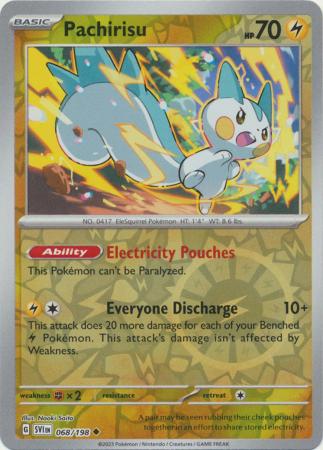 BASIC
Pachirisu
HP 70
NO. 0417 EleSquirrel Pokémon HT: 1'4" WT: 8.6 lbs.
Ability Electricity Pouches
This Pokémon can't be Paralyzed.
Everyone Discharge 10+
This attack does 20 more damage for each of your Benched
Pokémon. This attack's damage isn't affected by
Weakness.
weakness ×2 resistance retreat
Illus. Naoki Saito
G SVI EN 068/198
A pair may be seen rubbing their cheek pouches
together in an effort to share stored electricity.
©2023 Pokémon / Nintendo / Creatures / GAME FREAK